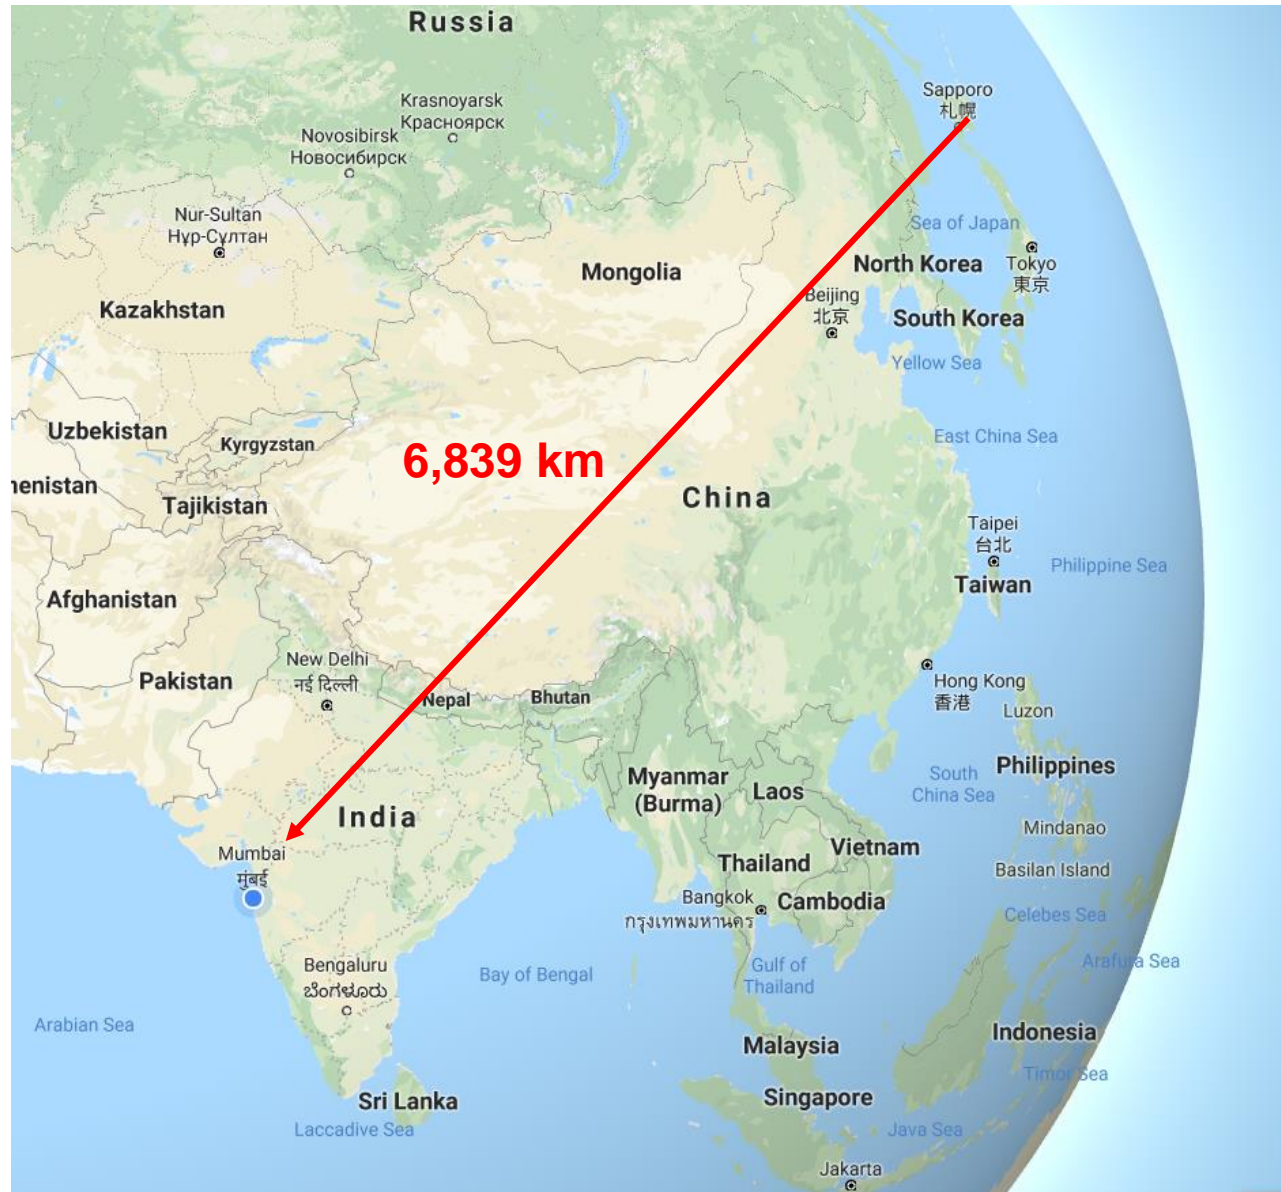 Russia
Sapporo
札幌
Krasnoyarsk
Красноярск
Novosibirsk
Новосибирск
Nur-Sultan
Нұр-Сұлтан
Sea of Japan
Mongolia
North Korea
Tokyo
東京
Beijing
北京
Kazakhstan
South Korea
Yellow Sea
Uzbekistan
Kyrgyzstan
East China Sea
6,839 km
menistan
Tajikistan
China
Taipei
台北
Philippine Sea
Taiwan
Afghanistan
New Delhi
नई दिल्ली
Pakistan
Nepal
Bhutan
Hong Kong
香港
Luzon
Myanmar
(Burma)
Laos
South
China Sea
Philippines
India
Mindanao
Mumbai
मुंबई
Vietnam
Thailand
Basilan Island
Bangkok
กรุงเทพมหานคร
Cambodia
Celebes Sea
Bengaluru
ಬೆಂಗಳೂರು
Bay of Bengal
Gulf of
Thailand
Arafura Sea
Arabian Sea
Malaysia
Indonesia
Timor Sea
Sri Lanka
Singapore
Laccadive Sea
Java Sea
Jakarta